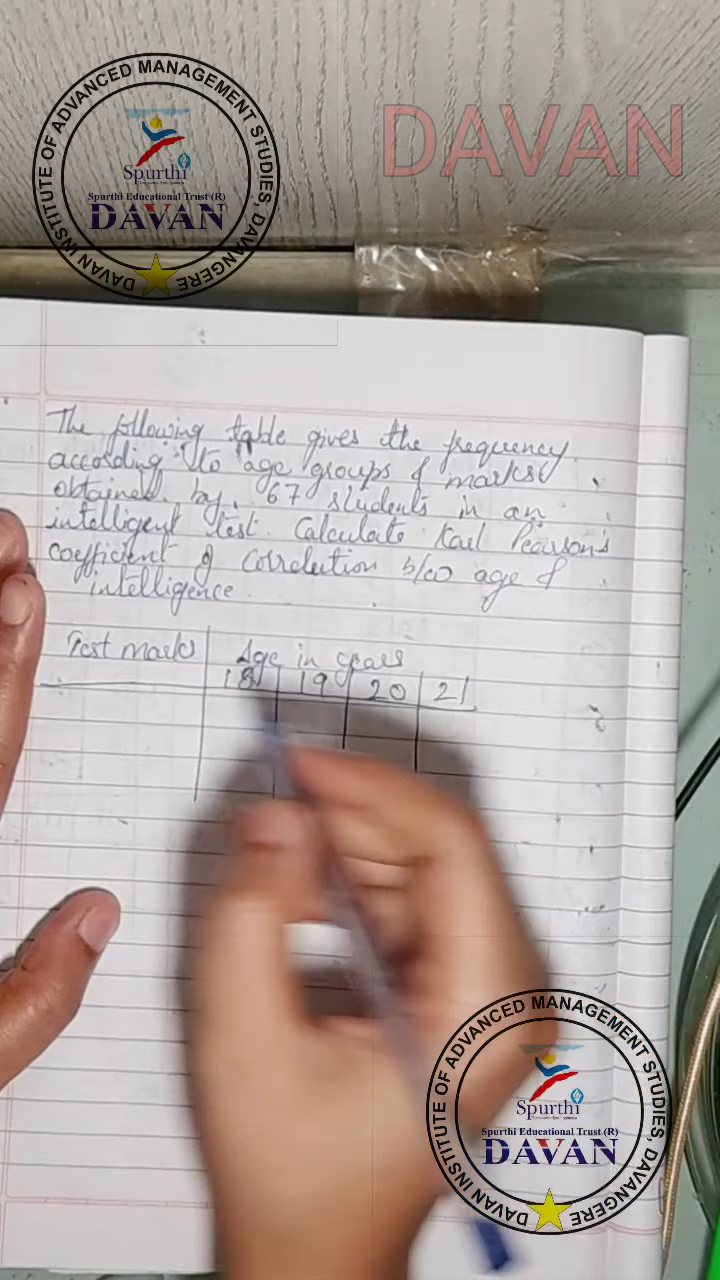 DAVAN INSTITUTE OF ADVANCED MANAGEMENT STUDIES, DAVANGERE
Spurthi
Spurthi Educational Trust (R)
DAVAN
DAVAN
The following table gives the frequency
according to age groups of marks
obtained by 67 students in an
intelligent test. Calculate Karl Pearson's
coefficient of Correlation b/w age &
intelligence.
Test marks Age in years
18 19 20 21
DAVAN INSTITUTE OF ADVANCED MANAGEMENT STUDIES, DAVANGERE
Spurthi
Spurthi Educational Trust (R)
DAVAN